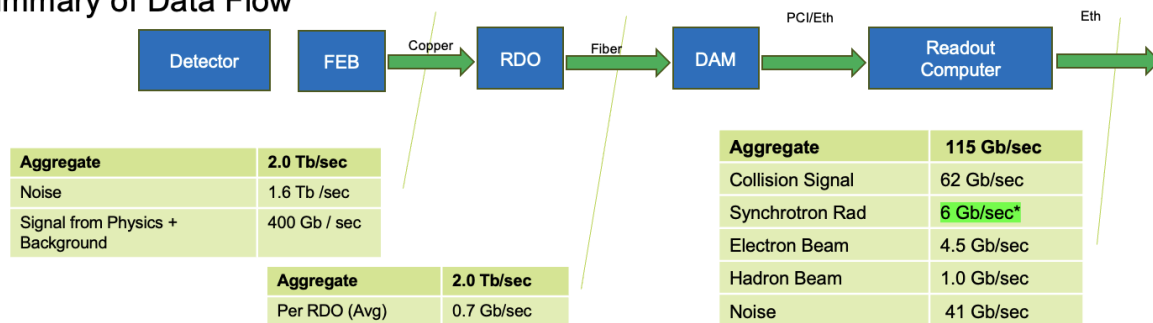 Summary of Data Flow
PCI/Eth
Eth
Copper
Fiber
Detector
FEB
RDO
DAM
Readout
Computer
Aggregate 2.0 Tb/sec
Noise 1.6 Tb /sec
Signal from Physics + 400 Gb / sec
Background
Aggregate 2.0 Tb/sec
Per RDO (Avg) 0.7 Gb/sec
Aggregate 115 Gb/sec
Collision Signal 62 Gb/sec
Synchrotron Rad 6 Gb/sec*
Electron Beam 4.5 Gb/sec
Hadron Beam 1.0 Gb/sec
Noise 41 Gb/sec